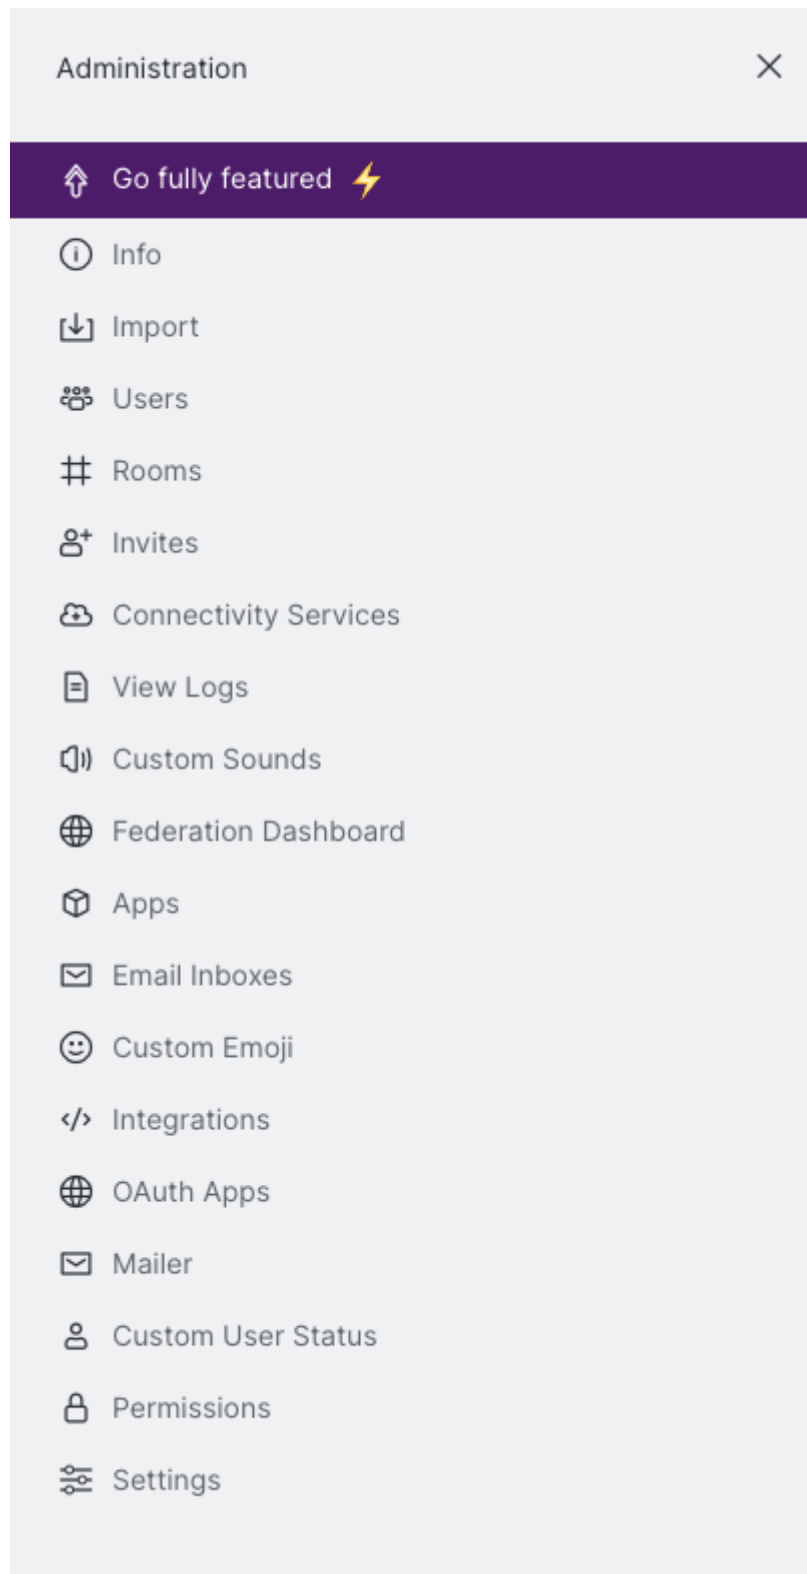 Administration
Go fully featured ⚡
Info
Import
Users
Rooms
Invites
Connectivity Services
View Logs
Custom Sounds
Federation Dashboard
Apps
Email Inboxes
Custom Emoji
Integrations
OAuth Apps
Mailer
Custom User Status
Permissions
Settings